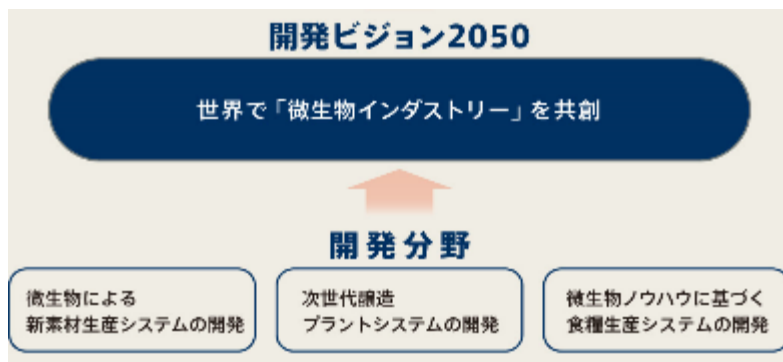 開発ビジョン2050
世界で「微生物インダストリー」を共創
開発分野
微生物による
新素材生産システムの開発
次世代醸造
プラントシステムの開発
微生物ノウハウに基づく
食糧生産システムの開発